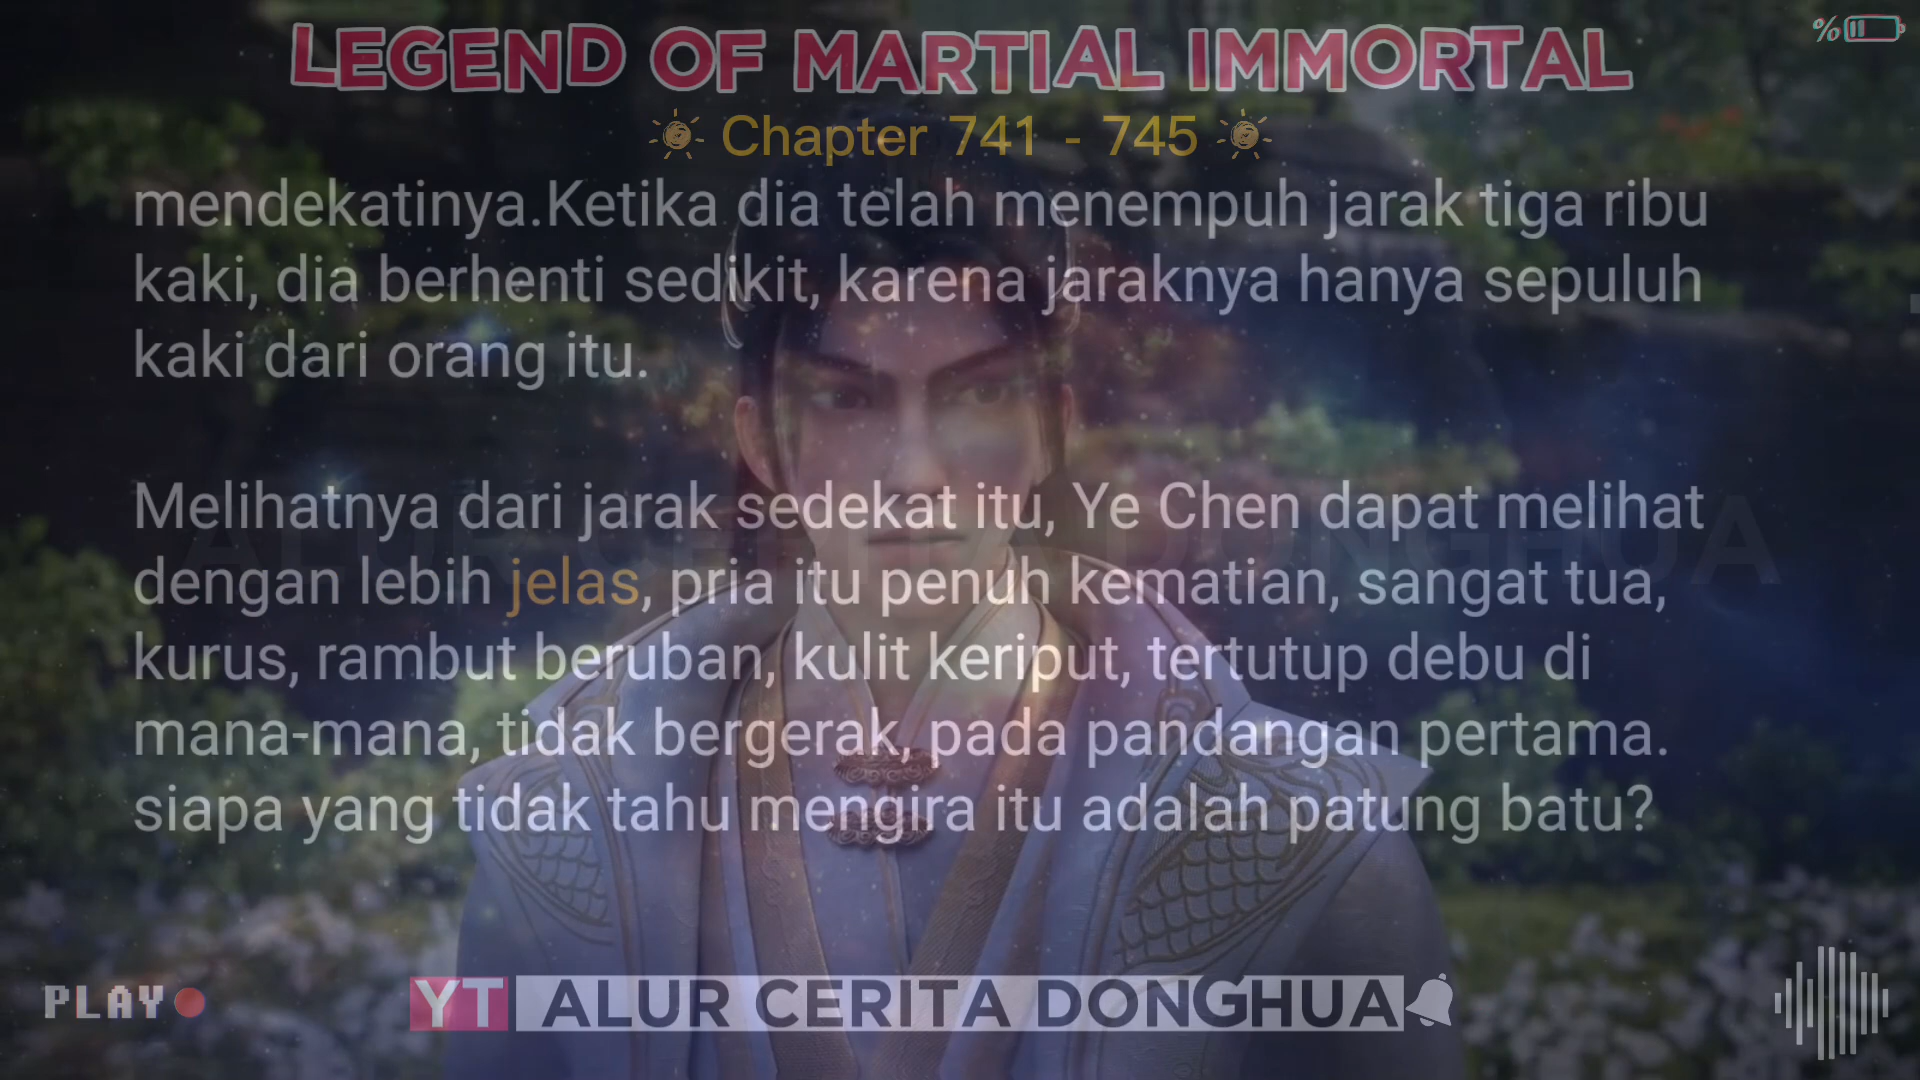 LEGEND OF MARTIAL IMMORTAL
%
Chapter 741 - 745
mendekatinya.Ketika dia telah menempuh jarak tiga ribu
kaki, dia berhenti sedikit, karena jaraknya hanya sepuluh
kaki dari orang itu.
Melihatnya dari jarak sedekat itu, Ye Chen dapat melihat
ALUR CERITA DONGHUA
dengan lebih jelas, pria itu penuh kematian, sangat tua,
kurus, rambut beruban, kulit keriput, tertutup debu di
mana-mana, tidak bergerak, pada pandangan pertama.
siapa yang tidak tahu mengira itu adalah patung batu?
PLAY
YT ALUR CERITA DONGHUA